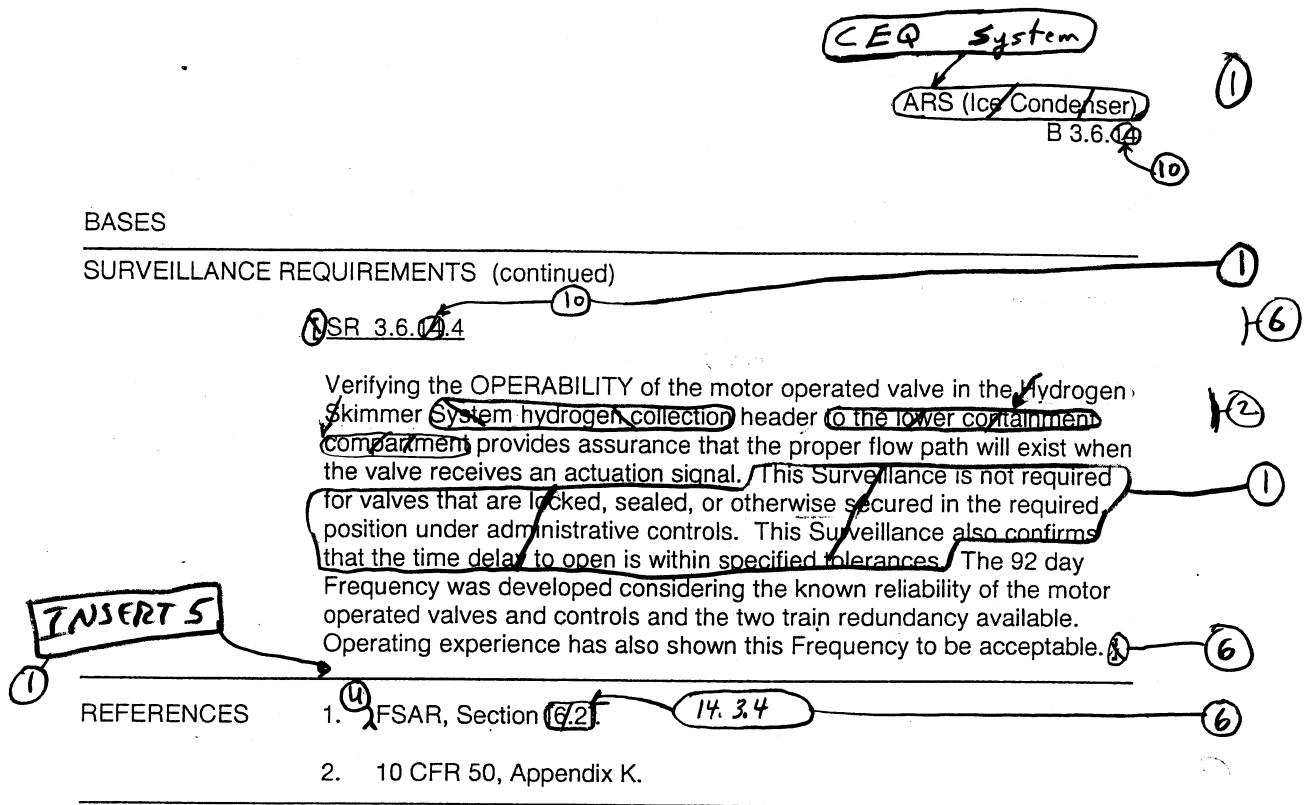 CEQ System
ARS (Ice Condenser)
1
B 3.6.14
10
BASES
SURVEILLANCE REQUIREMENTS (continued)
1
10
SR 3.6.14.4
6
Verifying the OPERABILITY of the motor operated valve in the Hydrogen
Skimmer System hydrogen collection header to the lower containment
2
compartment provides assurance that the proper flow path will exist when
the valve receives an actuation signal. This Surveillance is not required
1
for valves that are locked, sealed, or otherwise secured in the required
position under administrative controls. This Surveillance also confirms
that the time delay to open is within specified tolerances. The 92 day
Frequency was developed considering the known reliability of the motor
INSERT 5
operated valves and controls and the two train redundancy available.
Operating experience has also shown this Frequency to be acceptable.
6
1
REFERENCES 1. U FSAR, Section 6.2. 14.3.4
6
2. 10 CFR 50, Appendix K.